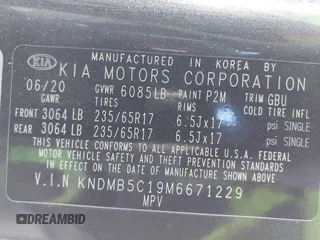 MANUFACTURED IN KOREA BY
KIA KIA MOTORS CORPORATION
06/20 GVWR 6085LB PAINT P2M TRIM GBU
GAWR TIRES RIMS COLD TIRE INFL
FRONT 3064 LB 235/65R17 6.5Jx17 psi SINGLE
REAR 3064 LB 235/65R17 6.5Jx17 psi SINGLE
THIS VEHICLE CONFORMS TO ALL APPLICABLE
U.S.A. FEDERAL MOTOR VEHICLE
SAFETY AND THEFT PREVENTION STANDARDS IN
EFFECT ON THE DATE OF MANUFACTURE SHOWN ABOVE.
V.I.N KNDMB5C19M6671229
MPV
DREAMBID